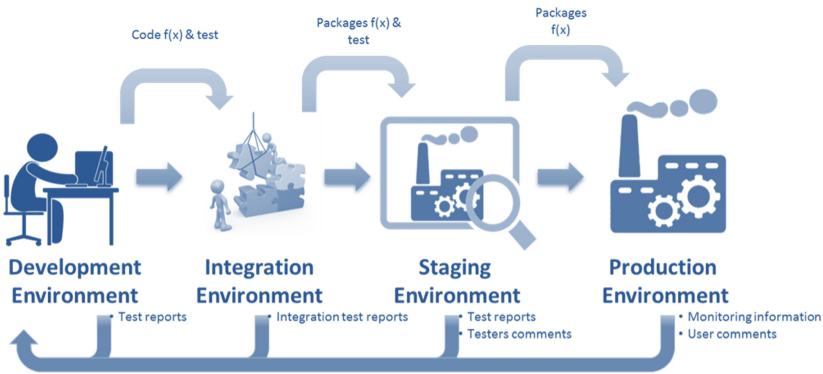 Code f(x) & test
Packages f(x) &
test
Packages
f(x)
Development
Environment
Integration
Environment
Staging
Environment
Production
Environment
• Test reports
• Integration test reports
• Test reports
• Testers comments
• Monitoring information
• User comments